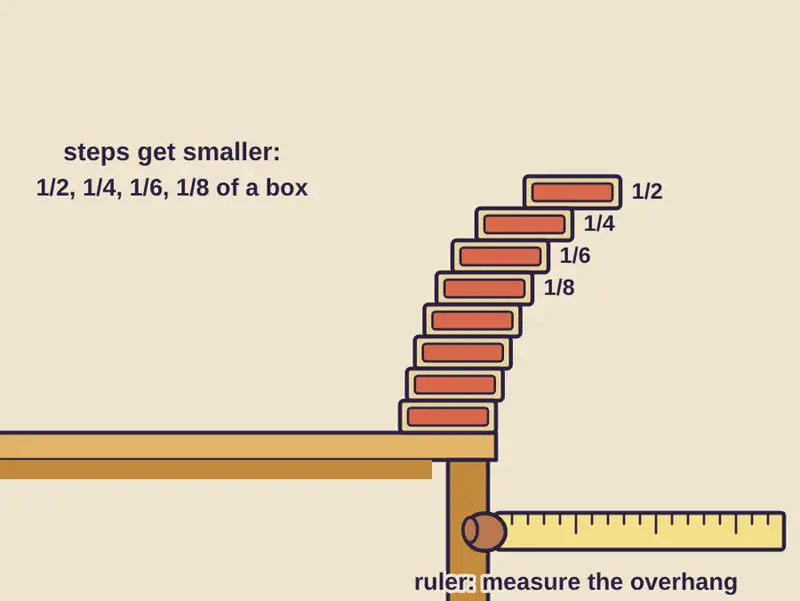 steps get smaller:
1/2, 1/4, 1/6, 1/8 of a box
1/2
1/4
1/6
1/8
ruler: measure the overhang